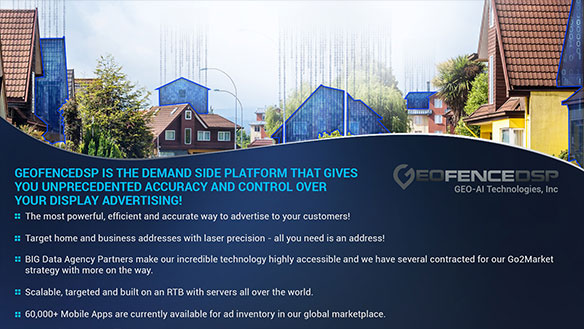 GEOFENCEDSP IS THE DEMAND SIDE PLATFORM THAT GIVES
YOU UNPRECEDENTED ACCURACY AND CONTROL OVER
YOUR DISPLAY ADVERTISING!
GEOFENCEDSP
GEO-AI Technologies, Inc
The most powerful, efficient and accurate way to advertise to your customers!
Target home and business addresses with laser precision - all you need is an address!
BIG Data Agency Partners make our incredible technology highly accessible and we have several contracted for our Go2Market
strategy with more on the way.
Scalable, targeted and built on an RTB with servers all over the world.
60,000+ Mobile Apps are currently available for ad inventory in our global marketplace.